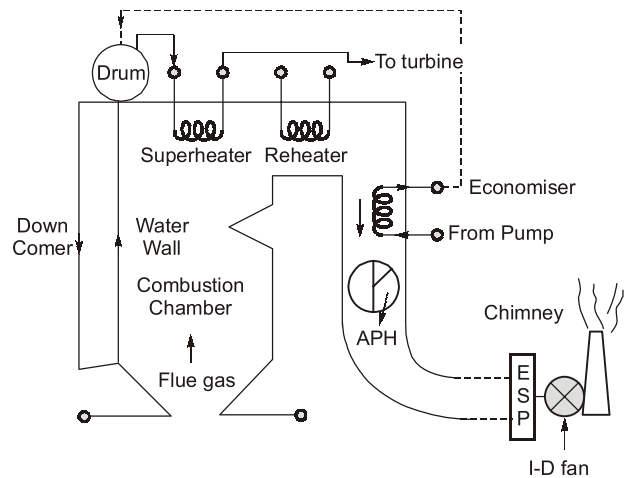 Drum
To turbine
Superheater
Reheater
Economiser
From Pump
Down
Comer
Water
Wall
Combustion
Chamber
Flue gas
APH
Chimney
E
S
P
I-D fan